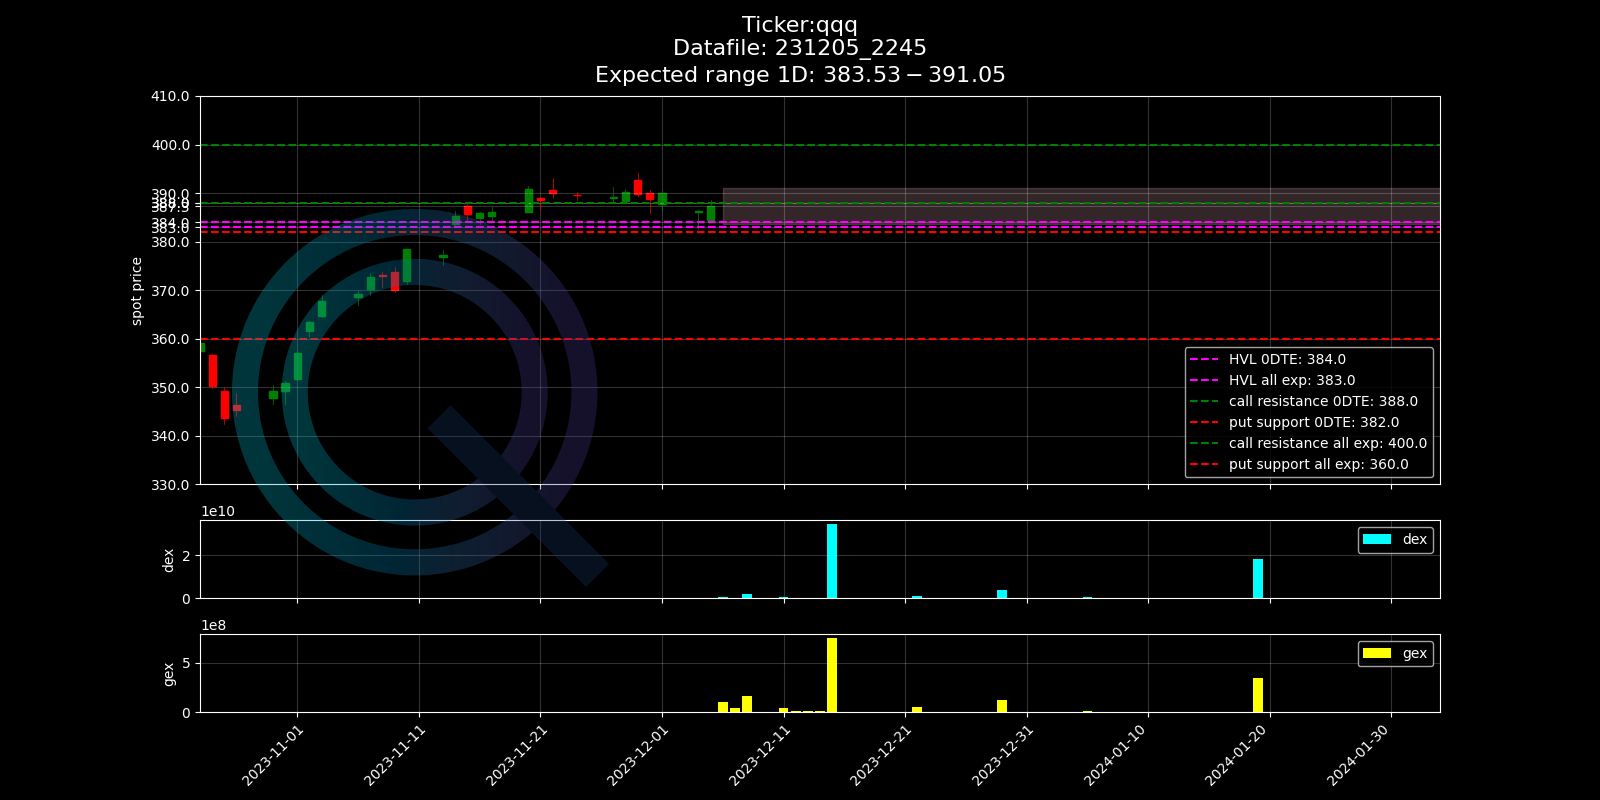 Ticker:qqq
Datafile: 231205_2245
Expected range 1D: 383.53 − 391.05
410.0
400.0
390.0
388.0
387.5
384.0
383.0
380.0
370.0
360.0
350.0
340.0
330.0
spot price
HVL 0DTE: 384.0
HVL all exp: 383.0
call resistance 0DTE: 388.0
put support 0DTE: 382.0
call resistance all exp: 400.0
put support all exp: 360.0
1e10
2
0
dex
dex
1e8
5
0
gex
gex
2023-11-01
2023-11-11
2023-11-21
2023-12-01
2023-12-11
2023-12-21
2023-12-31
2024-01-10
2024-01-20
2024-01-30